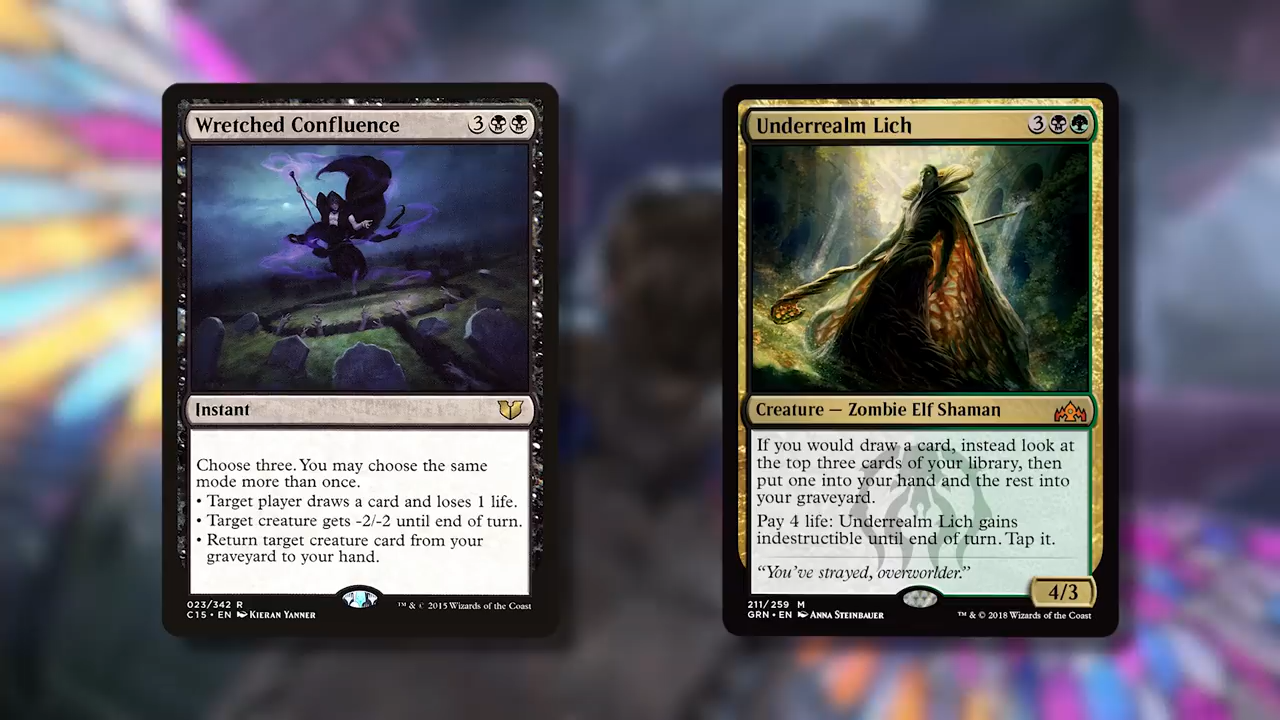 Wretched Confluence 3
Instant
Choose three. You may choose the same
mode more than once.
• Target player draws a card and loses 1 life.
• Target creature gets -2/-2 until end of turn.
• Return target creature card from your
graveyard to your hand.
023/342 R
C15 • EN Kieran Yanner
™ & © 2015 Wizards of the Coast
Underrealm Lich 3
Creature — Zombie Elf Shaman
If you would draw a card, instead look at
the top three cards of your library, then
put one into your hand and the rest into
your graveyard.
Pay 4 life: Underrealm Lich gains
indestructible until end of turn. Tap it.
“You’ve strayed, overworlder.”
4/3
211/259 M
GRN • EN Anna Steinbauer
™ & © 2018 Wizards of the Coast